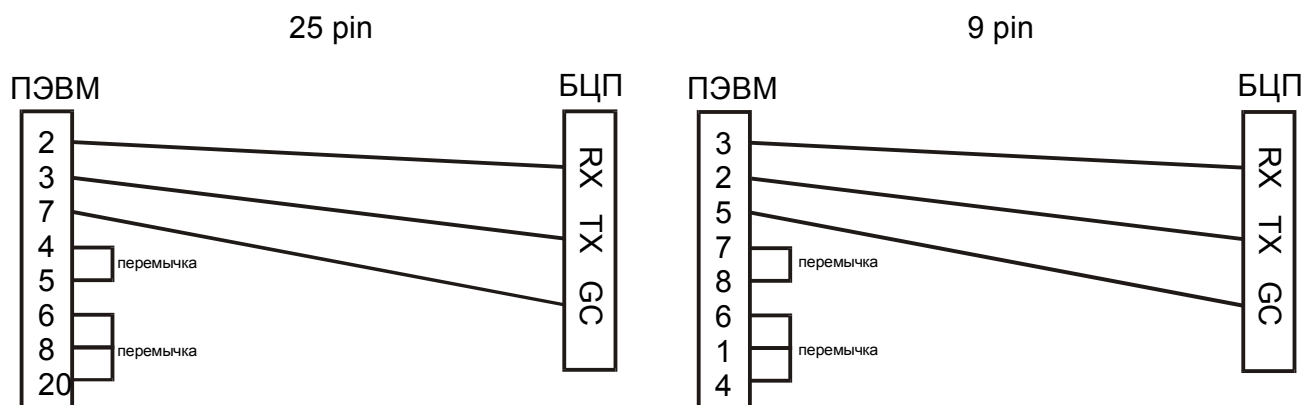 25 pin
ПЭВМ
БЦП
2
3
7
4
5
6
8
20
перемычка
перемычка
RX
TX
GC
9 pin
ПЭВМ
БЦП
3
2
5
7
8
6
1
4
перемычка
перемычка
RX
TX
GC